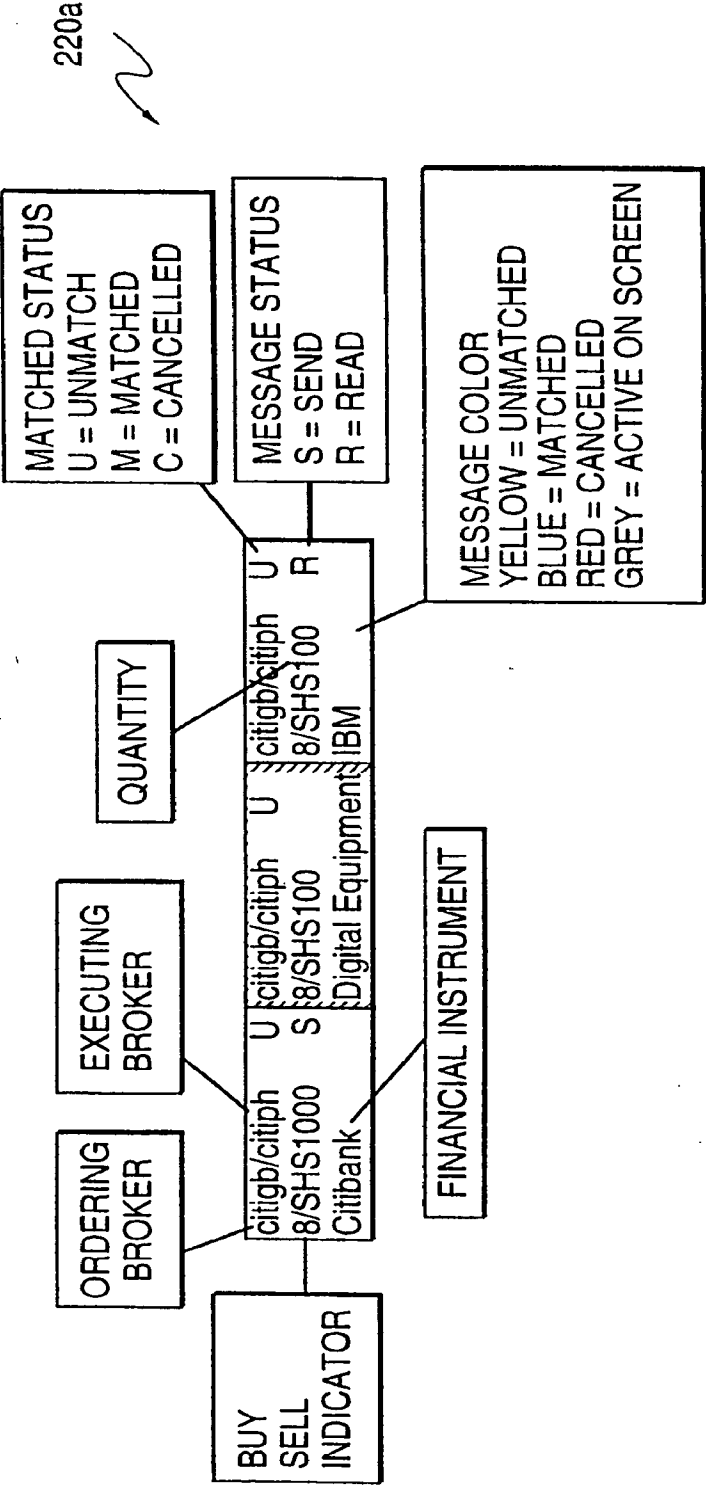 220a
ORDERING
BROKER
EXECUTING
BROKER
QUANTITY
MATCHED STATUS
U = UNMATCH
M = MATCHED
C = CANCELLED
BUY
SELL
INDICATOR
citigb/citiph U
8/SHS1000 S
Citibank
citigb/citiph U
8/SHS100
Digital Equipment
citigb/citiph U
8/SHS100 R
IBM
MESSAGE STATUS
S = SEND
R = READ
FINANCIAL INSTRUMENT
MESSAGE COLOR
YELLOW = UNMATCHED
BLUE = MATCHED
RED = CANCELLED
GREY = ACTIVE ON SCREEN